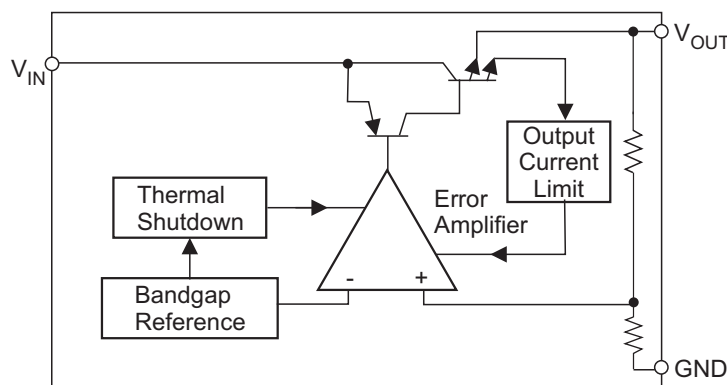 V_OUT
V_IN
Output
Current
Limit
Thermal
Shutdown
Error
Amplifier
-
+
Bandgap
Reference
GND